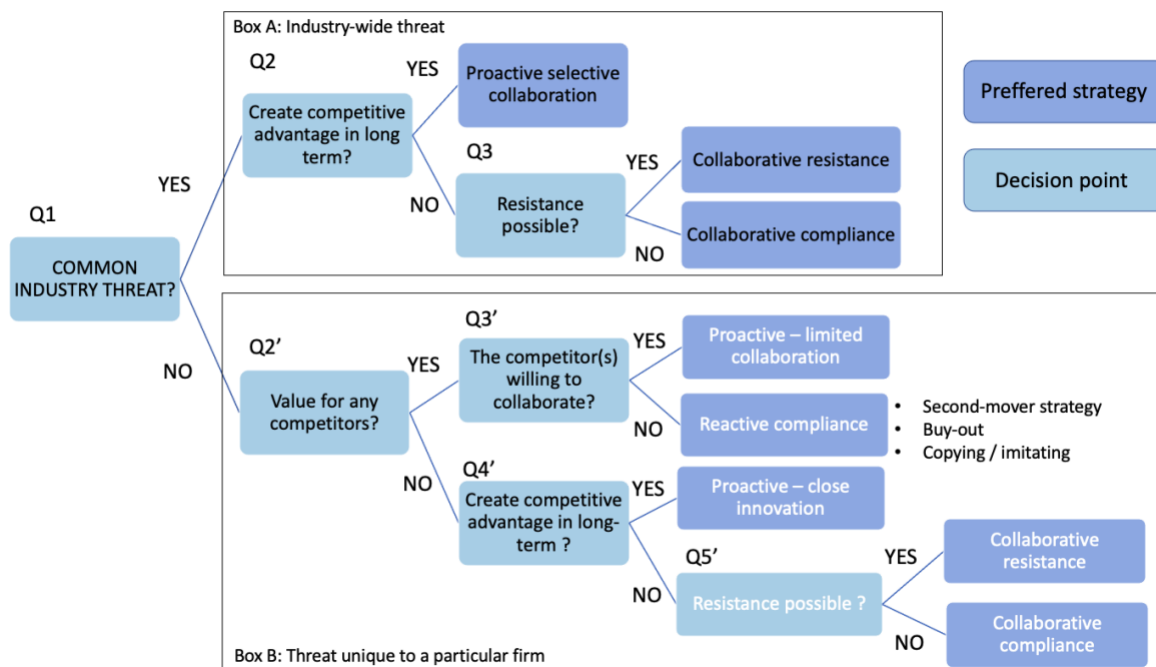 Box A: Industry-wide threat
Q2
YES
Create competitive
advantage in long
term?
Proactive selective
collaboration
Preffered strategy
Q3
NO
Resistance
possible?
YES
Collaborative resistance
NO
Collaborative compliance
Decision point
YES
Q1
COMMON
INDUSTRY THREAT?
NO
Q2’
Value for any
competitors?
YES
Q3’
The competitor(s)
willing to
collaborate?
YES
Proactive – limited
collaboration
NO
Reactive compliance
• Second-mover strategy
• Buy-out
• Copying / imitating
NO
Q4’
Create competitive
advantage in long-
term ?
YES
Proactive – close
innovation
NO
Q5’
Resistance possible ?
YES
Collaborative
resistance
NO
Collaborative
compliance
Box B: Threat unique to a particular firm